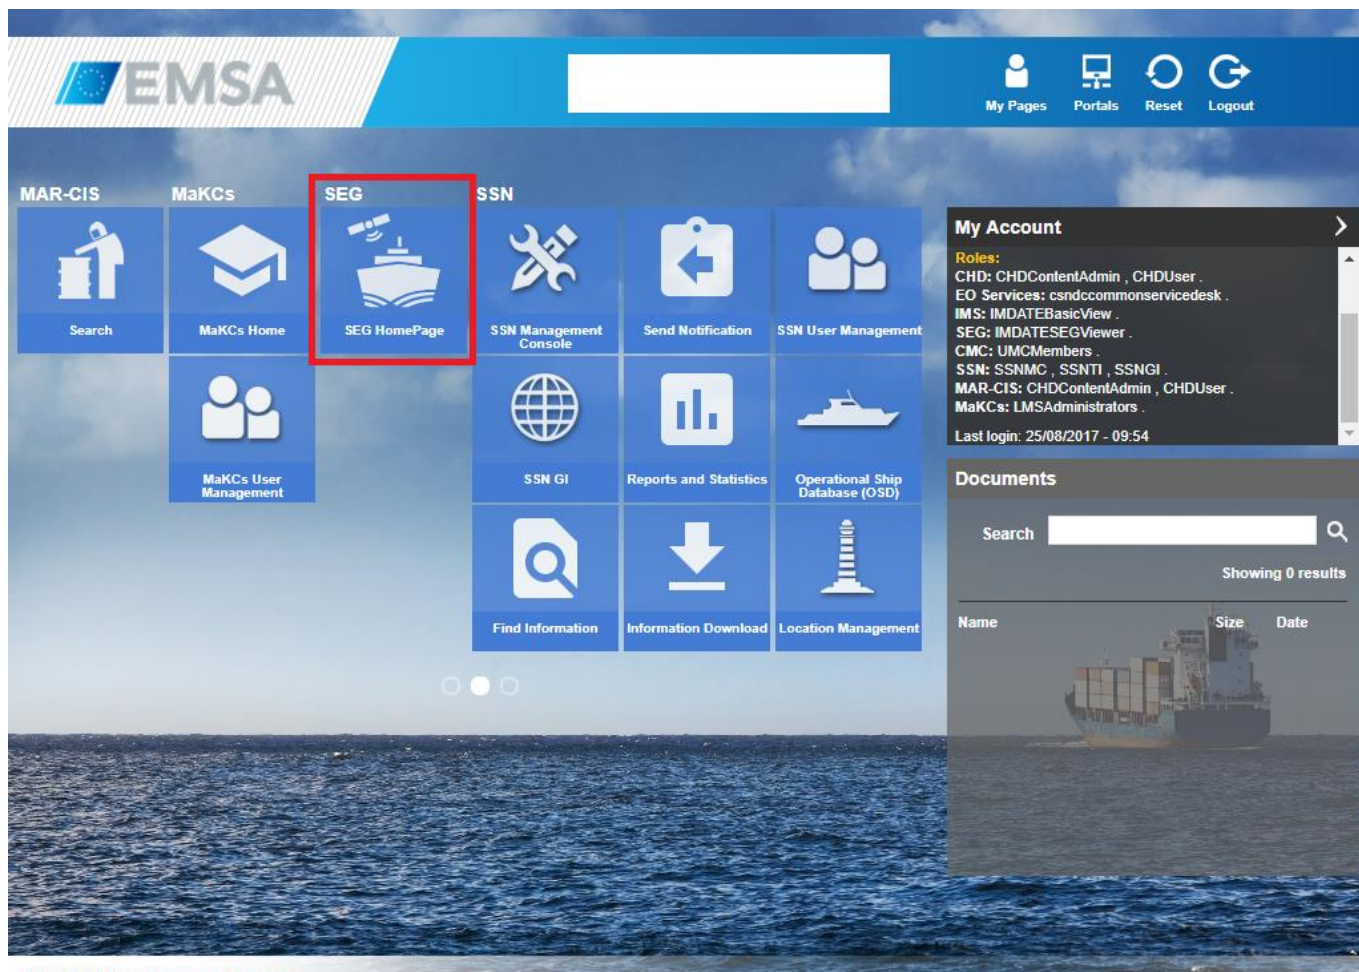 EMSA
My Pages
Portals
Reset
Logout
MAR-CIS
MaKCs
SEG
SSN
Search
MaKCs Home
SEG HomePage
SSN Management
Console
Send Notification
SSN User Management
MaKCs User
Management
SSN GI
Reports and Statistics
Operational Ship
Database (OSD)
Find Information
Information Download
Location Management
My Account
Roles:
CHD: CHDContentAdmin , CHDUser .
EO Services: csndccommonservicedesk .
IMS: IMDATEBasicView .
SEG: IMDATESEGViewer .
CMC: UMCMembers .
SSN: SSNMC , SSNTI , SSNGI .
MAR-CIS: CHDContentAdmin , CHDUser .
MaKCs: LMSAdministrators .
Last login: 25/08/2017 - 09:54
Documents
Search
Showing 0 results
Name Size Date